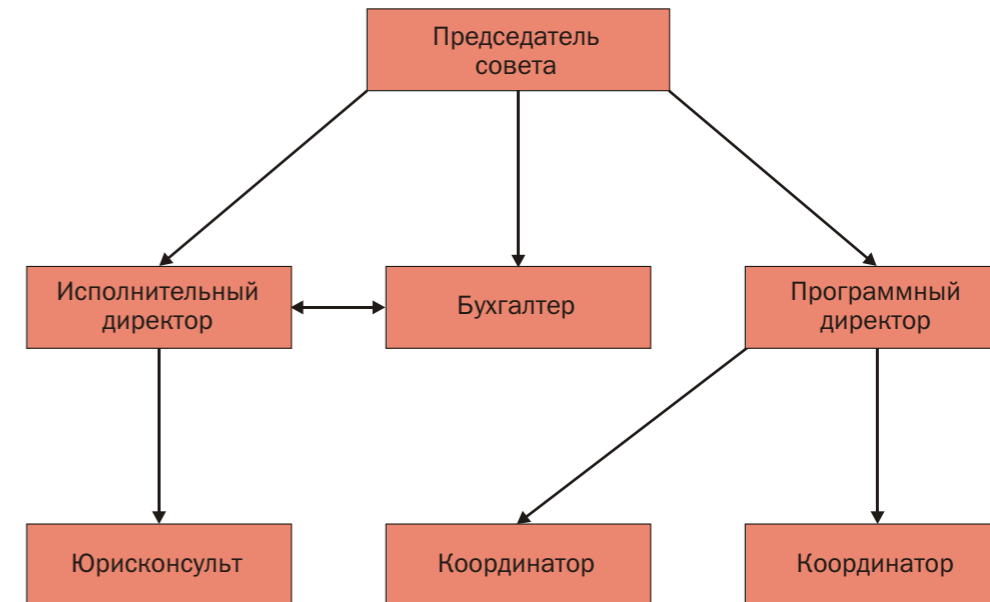 Председатель
совета
Исполнительный
директор
Бухгалтер
Программный
директор
Юрисконсульт
Координатор
Координатор